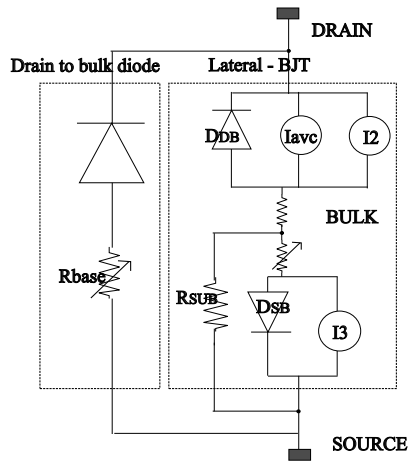 DRAIN
Drain to bulk diode
Lateral - BJT
DDB
Iavc
I2
BULK
Rbase
RSUB
DSB
I3
SOURCE